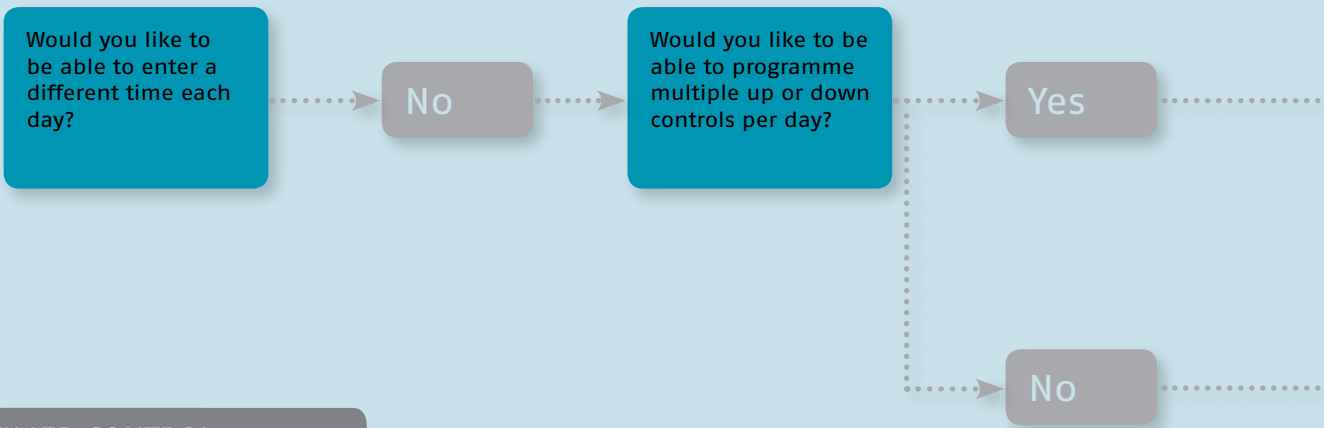 Would you like to
be able to enter a
different time each
day?
No
Would you like to be
able to programme
multiple up or down
controls per day?
Yes
No